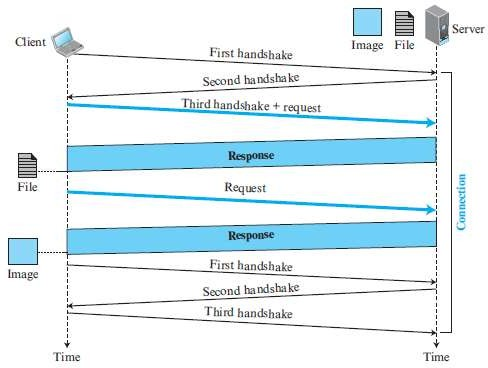 Client
Image
File
Server
First handshake
Second handshake
Third handshake + request
Response
File
Request
Connection
Response
Image
First handshake
Second handshake
Third handshake
Time
Time